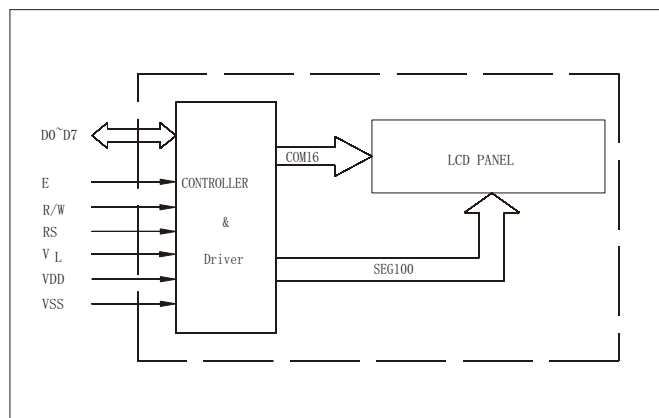 D0~D7
E
R/W
RS
V L
VDD
VSS
CONTROLLER
&
Driver
COM16
SEG100
LCD PANEL